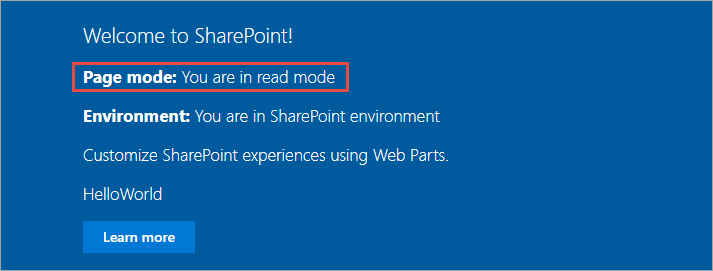 Welcome to SharePoint!
Page mode: You are in read mode
Environment: You are in SharePoint environment
Customize SharePoint experiences using Web Parts.
HelloWorld
Learn more